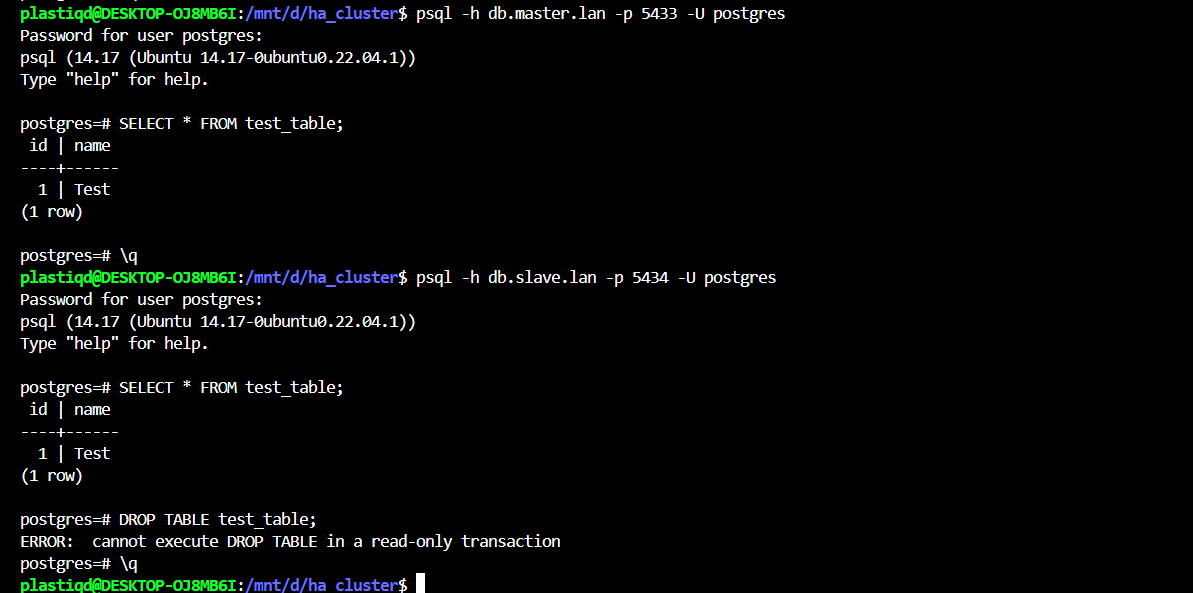 plastiqd@DESKTOP-OJ8MB6I:/mnt/d/ha_cluster$ psql -h db.master.lan -p 5433 -U postgres
Password for user postgres:
psql (14.17 (Ubuntu 14.17-0ubuntu0.22.04.1))
Type "help" for help.
postgres=# SELECT * FROM test_table;
 id | name
----+------
  1 | Test
(1 row)
postgres=# \q
plastiqd@DESKTOP-OJ8MB6I:/mnt/d/ha_cluster$ psql -h db.slave.lan -p 5434 -U postgres
Password for user postgres:
psql (14.17 (Ubuntu 14.17-0ubuntu0.22.04.1))
Type "help" for help.
postgres=# SELECT * FROM test_table;
 id | name
----+------
  1 | Test
(1 row)
postgres=# DROP TABLE test_table;
ERROR:  cannot execute DROP TABLE in a read-only transaction
postgres=# \q
plastiqd@DESKTOP-OJ8MB6I:/mnt/d/ha_cluster$